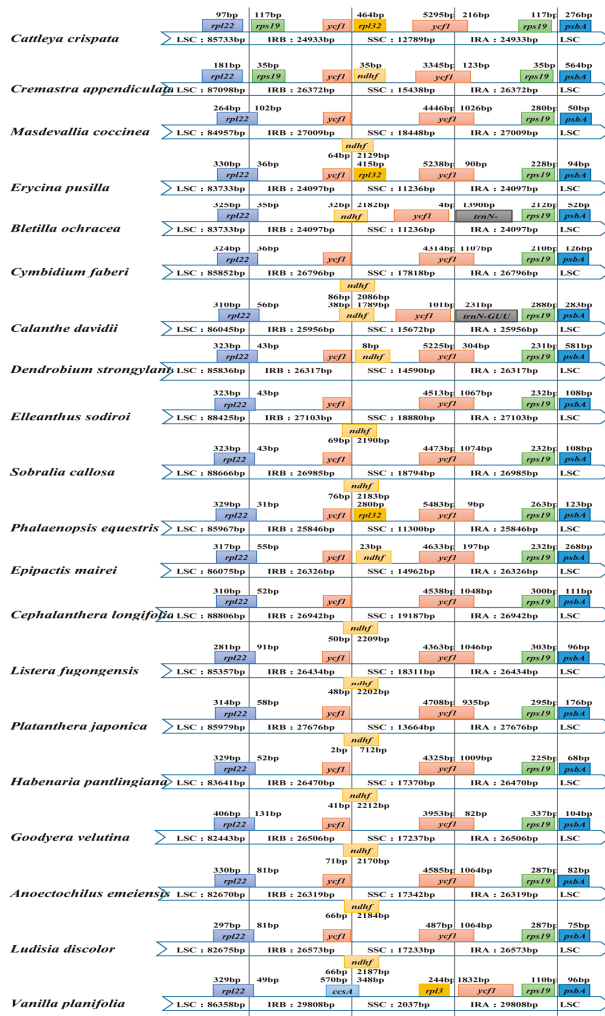 97bp 117bp 464bp 5295bp 216bp 117bp 276bp
rpl22 rps19 ycf1 rpl32 ycf1 rps19 psbA
Cattleya crispata
LSC : 85733bp IRB : 24933bp SSC : 12789bp IRA : 24933bp LSC
181bp 35bp 35bp 3345bp 123bp 35bp 564bp
rpl22 rps19 ycf1 ndhf ycf1 rps19 psbA
Cremastra appendiculata
LSC : 87098bp IRB : 26372bp SSC : 15438bp IRA : 26372bp LSC
264bp 102bp 4446bp 1026bp 280bp 50bp
rpl22 ycf1 ycf1 rps19 psbA
Masdevallia coccinea
LSC : 84957bp IRB : 27009bp SSC : 18448bp IRA : 27009bp LSC
ndhf
64bp 2129bp
330bp 36bp 415bp 5238bp 90bp 228bp 94bp
rpl22 ycf1 rpl32 ycf1 rps19 psbA
Erycina pusilla
LSC : 83733bp IRB : 24097bp SSC : 11236bp IRA : 24097bp LSC
325bp 35bp 32bp 2182bp 4bp 1390bp 212bp 52bp
rpl22 ndhf ycf1 trnN- rps19 psbA
Bletilla ochracea
LSC : 83733bp IRB : 24097bp SSC : 11236bp IRA : 24097bp LSC
324bp 36bp 4314bp 1107bp 210bp 126bp
rpl22 ycf1 ycf1 rps19 psbA
Cymbidium faberi
LSC : 85852bp IRB : 26796bp SSC : 17818bp IRA : 26796bp LSC
ndhf
86bp 2086bp
310bp 56bp 38bp 1789bp 101bp 231bp 288bp 283bp
rpl22 ndhf ycf1 trnN-GUU rps19 psbA
Calanthe davidii
LSC : 86045bp IRB : 25956bp SSC : 15672bp IRA : 25956bp LSC
323bp 43bp 8bp 5225bp 304bp 231bp 581bp
rpl22 ycf1 ndhf ycf1 rps19 psbA
Dendrobium strongylant
LSC : 85836bp IRB : 26317bp SSC : 14590bp IRA : 26317bp LSC
323bp 43bp 4513bp 1067bp 232bp 108bp
rpl22 ycf1 ycf1 rps19 psbA
Elleanthus sodiroi
LSC : 88425bp IRB : 27103bp SSC : 18880bp IRA : 27103bp LSC
ndhf
69bp 2190bp
323bp 43bp 4473bp 1074bp 232bp 108bp
rpl22 ycf1 ycf1 rps19 psbA
Sobralia callosa
LSC : 88666bp IRB : 26985bp SSC : 18794bp IRA : 26985bp LSC
ndhf
76bp 2183bp
329bp 31bp 280bp 5483bp 9bp 263bp 123bp
rpl22 ycf1 rpl32 ycf1 rps19 psbA
Phalaenopsis equestris
LSC : 85967bp IRB : 25846bp SSC : 11300bp IRA : 25846bp LSC
317bp 55bp 23bp 4633bp 197bp 232bp 268bp
rpl22 ycf1 ndhf ycf1 rps19 psbA
Epipactis mairei
LSC : 86075bp IRB : 26326bp SSC : 14962bp IRA : 26326bp LSC
310bp 52bp 4538bp 1048bp 300bp 111bp
rpl22 ycf1 ycf1 rps19 psbA
Cephalanthera longifolia
LSC : 88806bp IRB : 26942bp SSC : 19187bp IRA : 26942bp LSC
ndhf
50bp 2209bp
281bp 91bp 4363bp 1046bp 303bp 96bp
rpl22 ycf1 ycf1 rps19 psbA
Listera fugongensis
LSC : 85357bp IRB : 26434bp SSC : 18311bp IRA : 26434bp LSC
ndhf
48bp 2202bp
314bp 58bp 4708bp 935bp 295bp 176bp
rpl22 ycf1 ycf1 rps19 psbA
Platanthera japonica
LSC : 85979bp IRB : 27676bp SSC : 13664bp IRA : 27676bp LSC
ndhf
2bp 712bp
329bp 52bp 4325bp 1009bp 225bp 68bp
rpl22 ycf1 ycf1 rps19 psbA
Habenaria pantlingiana
LSC : 83641bp IRB : 26470bp SSC : 17370bp IRA : 26470bp LSC
ndhf
41bp 2212bp
406bp 131bp 3953bp 82bp 337bp 104bp
rpl22 ycf1 ycf1 rps19 psbA
Goodyera velutina
LSC : 82443bp IRB : 26506bp SSC : 17237bp IRA : 26506bp LSC
ndhf
71bp 2170bp
330bp 81bp 4585bp 1064bp 287bp 82bp
rpl22 ycf1 ycf1 rps19 psbA
Anoectochilus emeiensis
LSC : 82670bp IRB : 26319bp SSC : 17342bp IRA : 26319bp LSC
ndhf
66bp 2184bp
297bp 81bp 487bp 1064bp 287bp 75bp
rpl22 ycf1 ycf1 rps19 psbA
Ludisia discolor
LSC : 82675bp IRB : 26573bp SSC : 17233bp IRA : 26573bp LSC
ndhf
66bp 2187bp
329bp 49bp 570bp 348bp 244bp 1832bp 110bp 96bp
rpl22 ccsA rpl3 ycf1 rps19 psbA
Vanilla planifolia
LSC : 86358bp IRB : 29808bp SSC : 2037bp IRA : 29808bp LSC